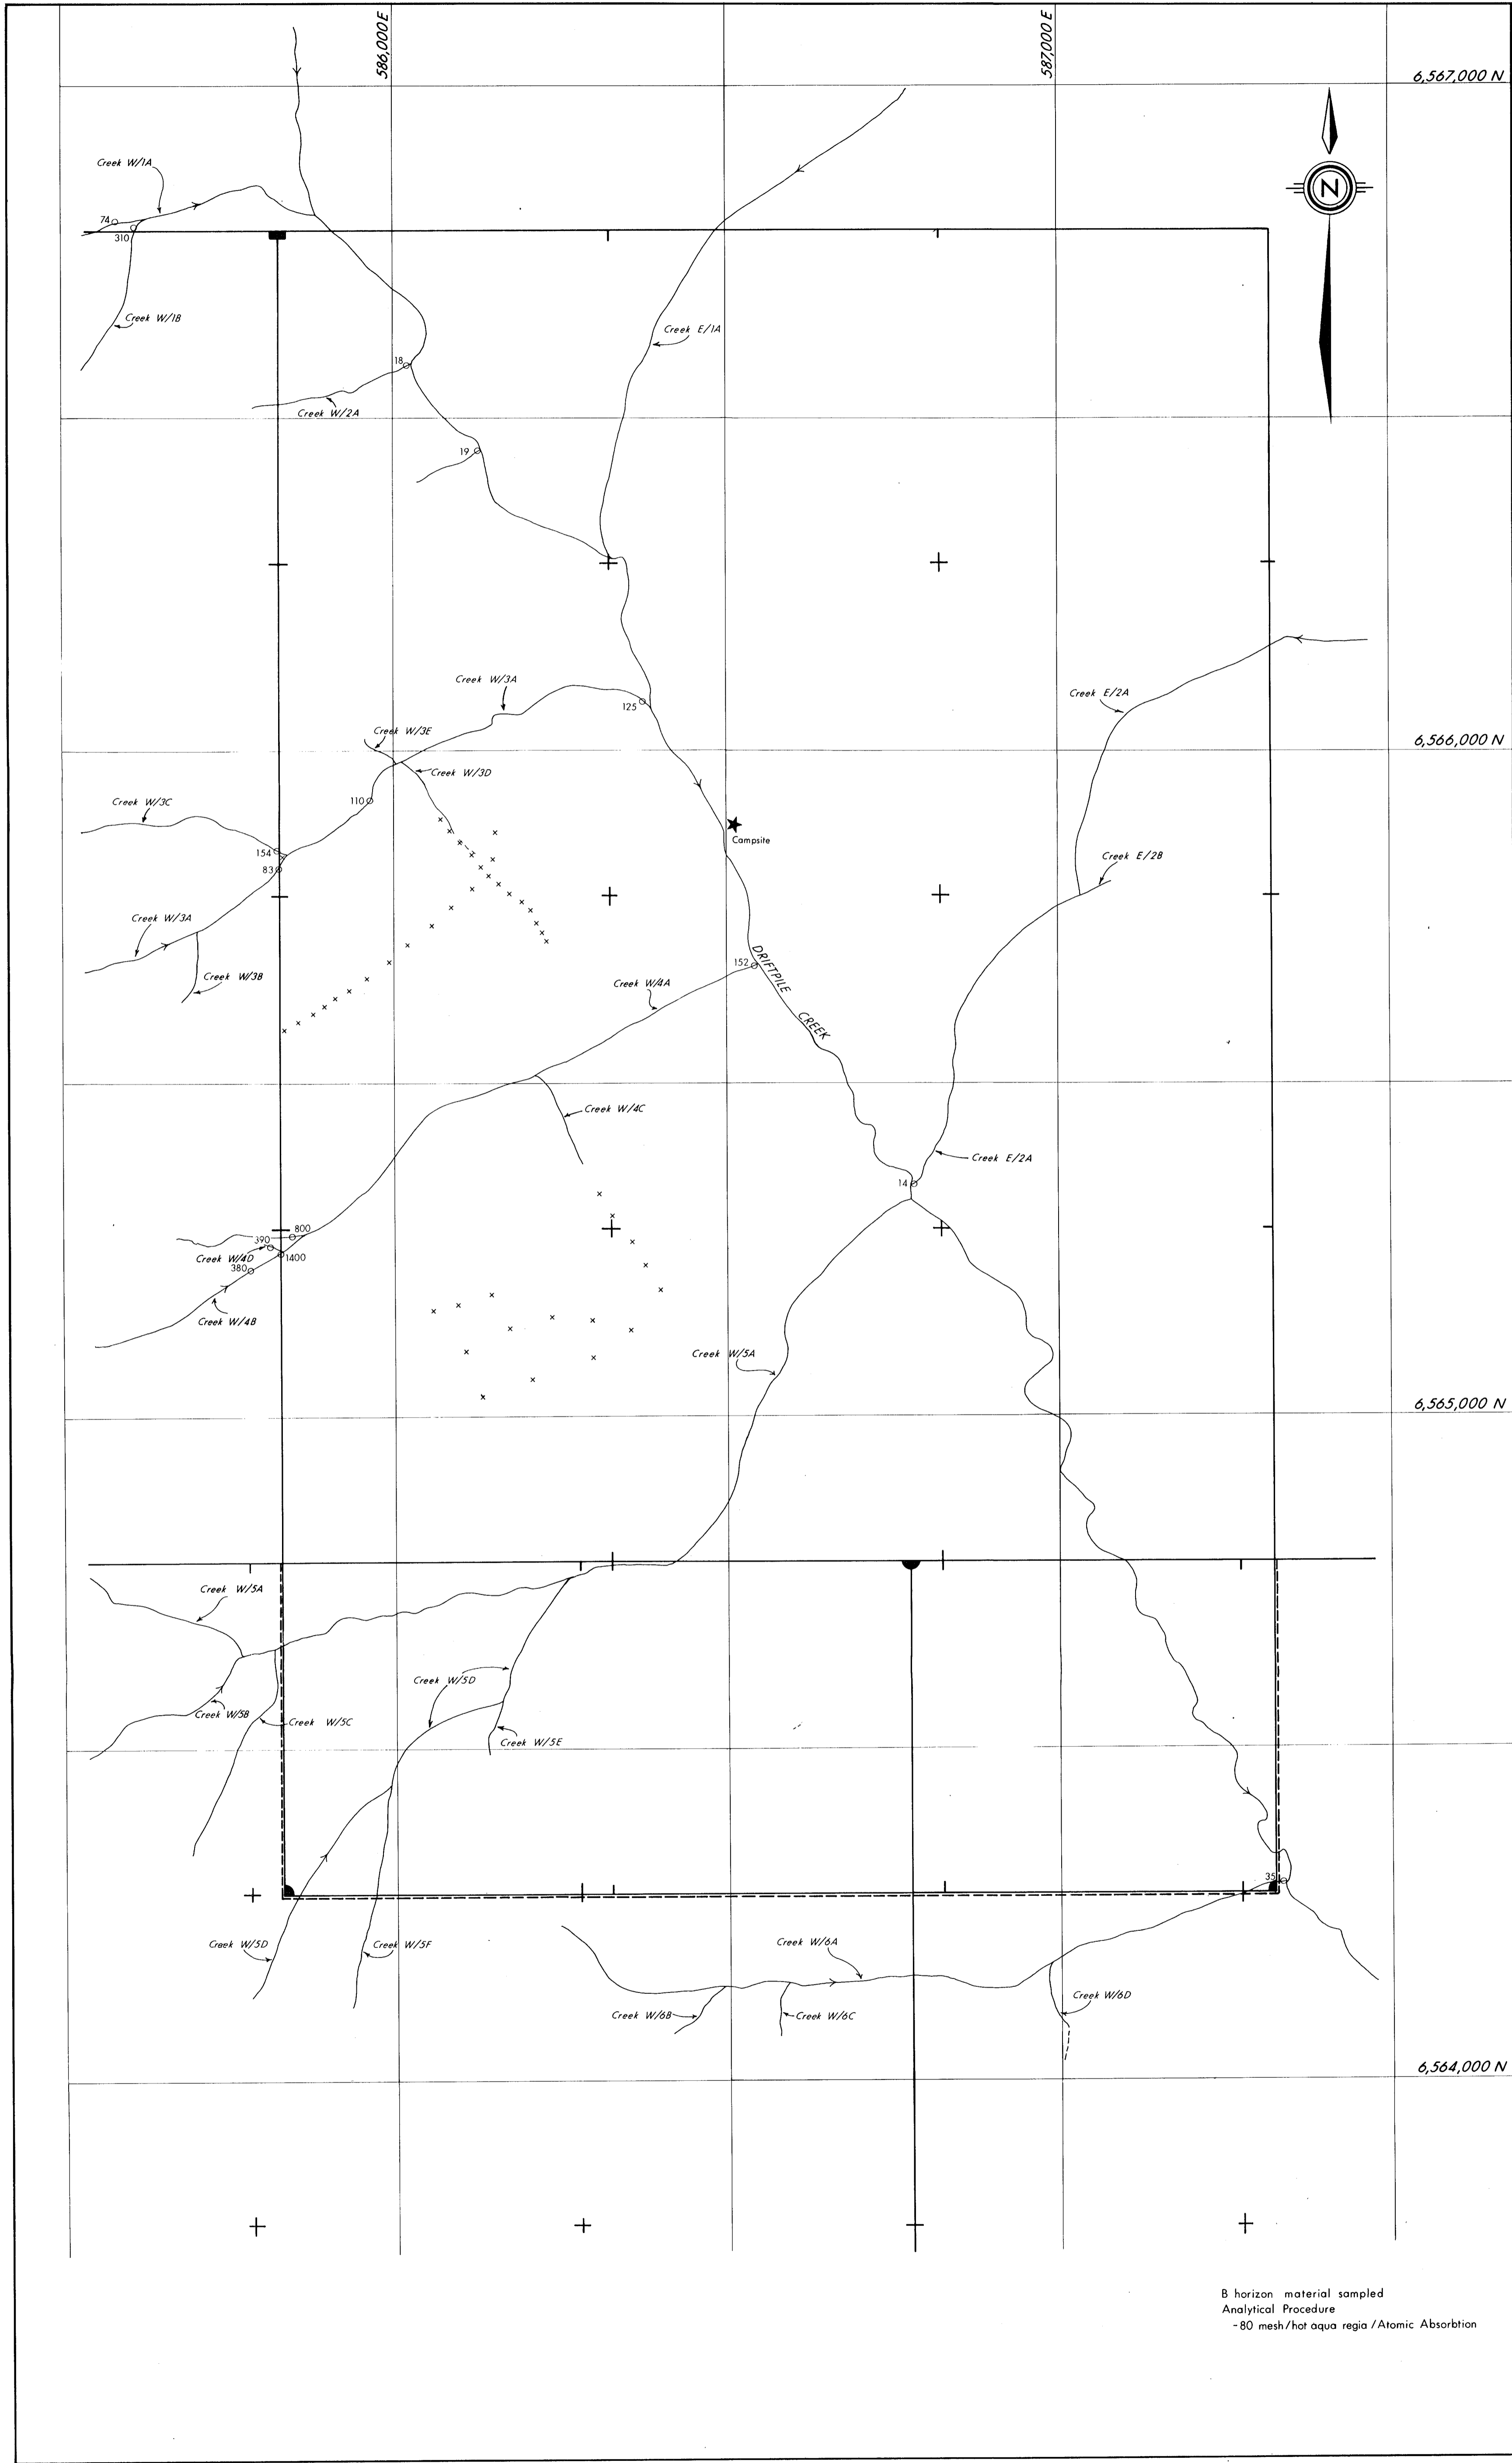 586,000 E
587,000 E
6,567,000 N
Creek W/1A
N
74
310
Creek W/1B
Creek E/1A
18
Creek W/2A
19
Creek W/3A
Creek E/2A
125
Creek W/3E
6,566,000 N
Creek W/3D
110
Creek W/3C
Campsite
154
Creek E/2B
83
Creek W/3A
DRIFTPILE
152
Creek W/3B
Creek W/4A
CREEK
Creek W/4C
Creek E/2A
14
800
390
Creek W/4D
1400
380
Creek W/4B
Creek W/5A
6,565,000 N
Creek W/5A
Creek W/5D
Creek W/5B
Creek W/5C
Creek W/5E
35
Creek W/5D
Creek W/5F
Creek W/6A
Creek W/6D
Creek W/6B
Creek W/6C
6,564,000 N
B horizon material sampled
Analytical Procedure
-80 mesh/hot aqua regia/Atomic Absorbtion